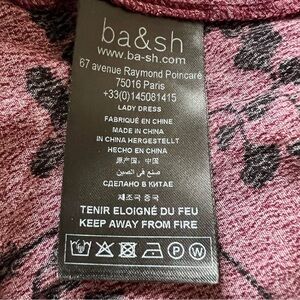 ba&sh
www.ba-sh.com
67 avenue Raymond Poincaré
75016 Paris
+33(0)145081415
LADY DRESS
FABRIQUÉ EN CHINE
MADE IN CHINA
IN CHINA HERGESTELLT
HECHO EN CHINA
原产国：中国
صنع في الصين
СДЕЛАНО В КИТАЕ
제조국 중국
TENIR ELOIGNÉ DU FEU
KEEP AWAY FROM FIRE
P W